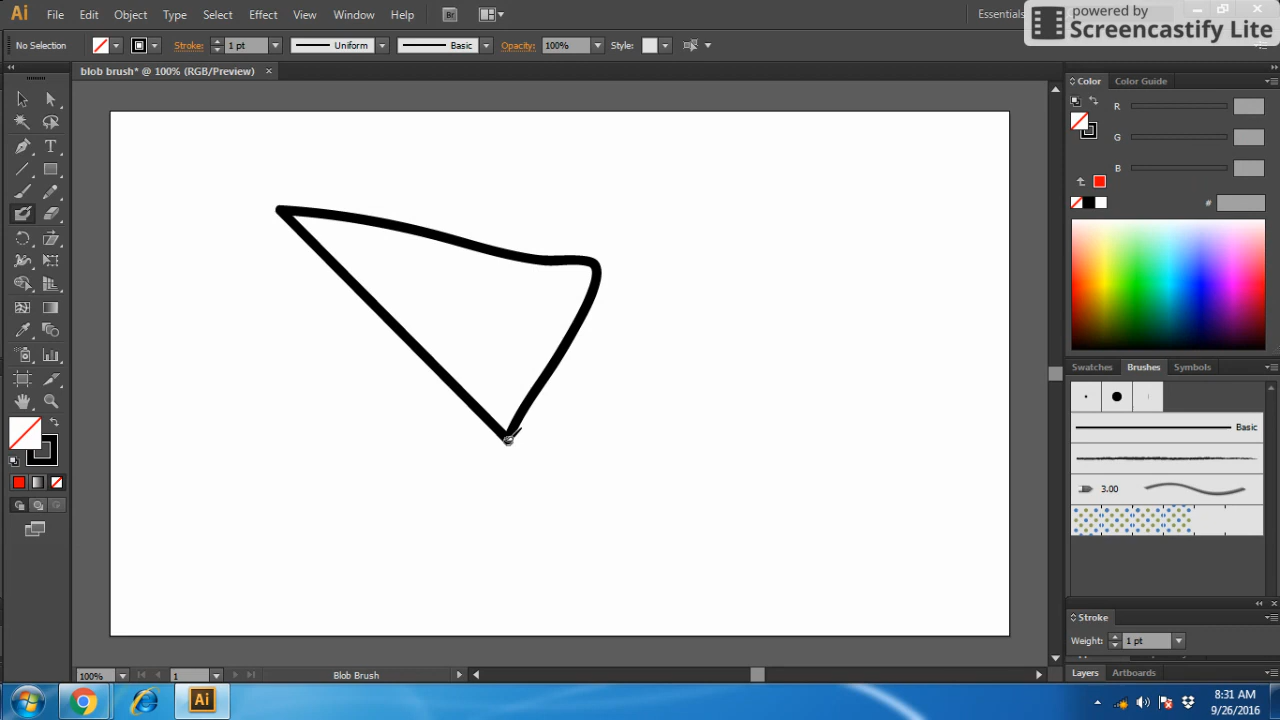 Ai File Edit Object Type Select Effect View Window Help Br Essentials
powered by
Screencastify Lite
No Selection Stroke: 1 pt Uniform Basic Opacity: 100% Style:
blob brush* @ 100% (RGB/Preview) ×
Color Color Guide
R
G
B
#
T
Swatches Brushes Symbols
Basic
3.00
Stroke
Weight: 1 pt
100% 1 Blob Brush
Layers Artboards
Ai
8:31 AM
9/26/2016